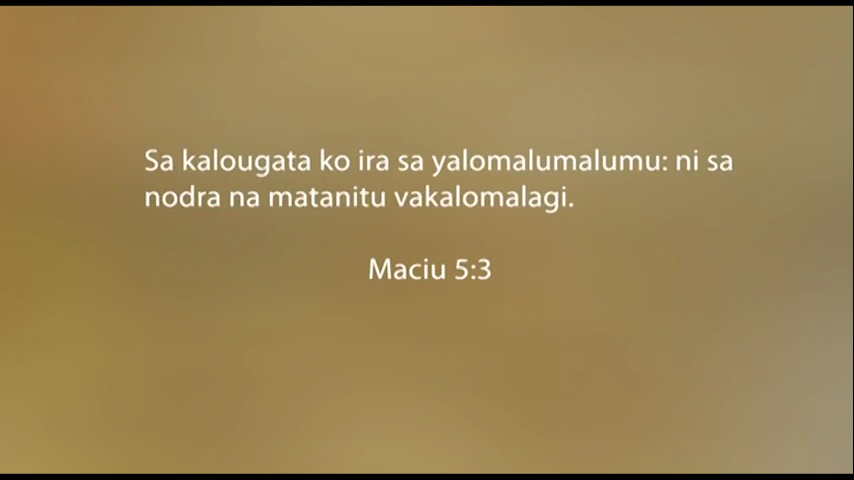 Sa kalougata ko ira sa yalomalumalumu: ni sa
nodra na matanitu vakalomalagi.
Maciu 5:3